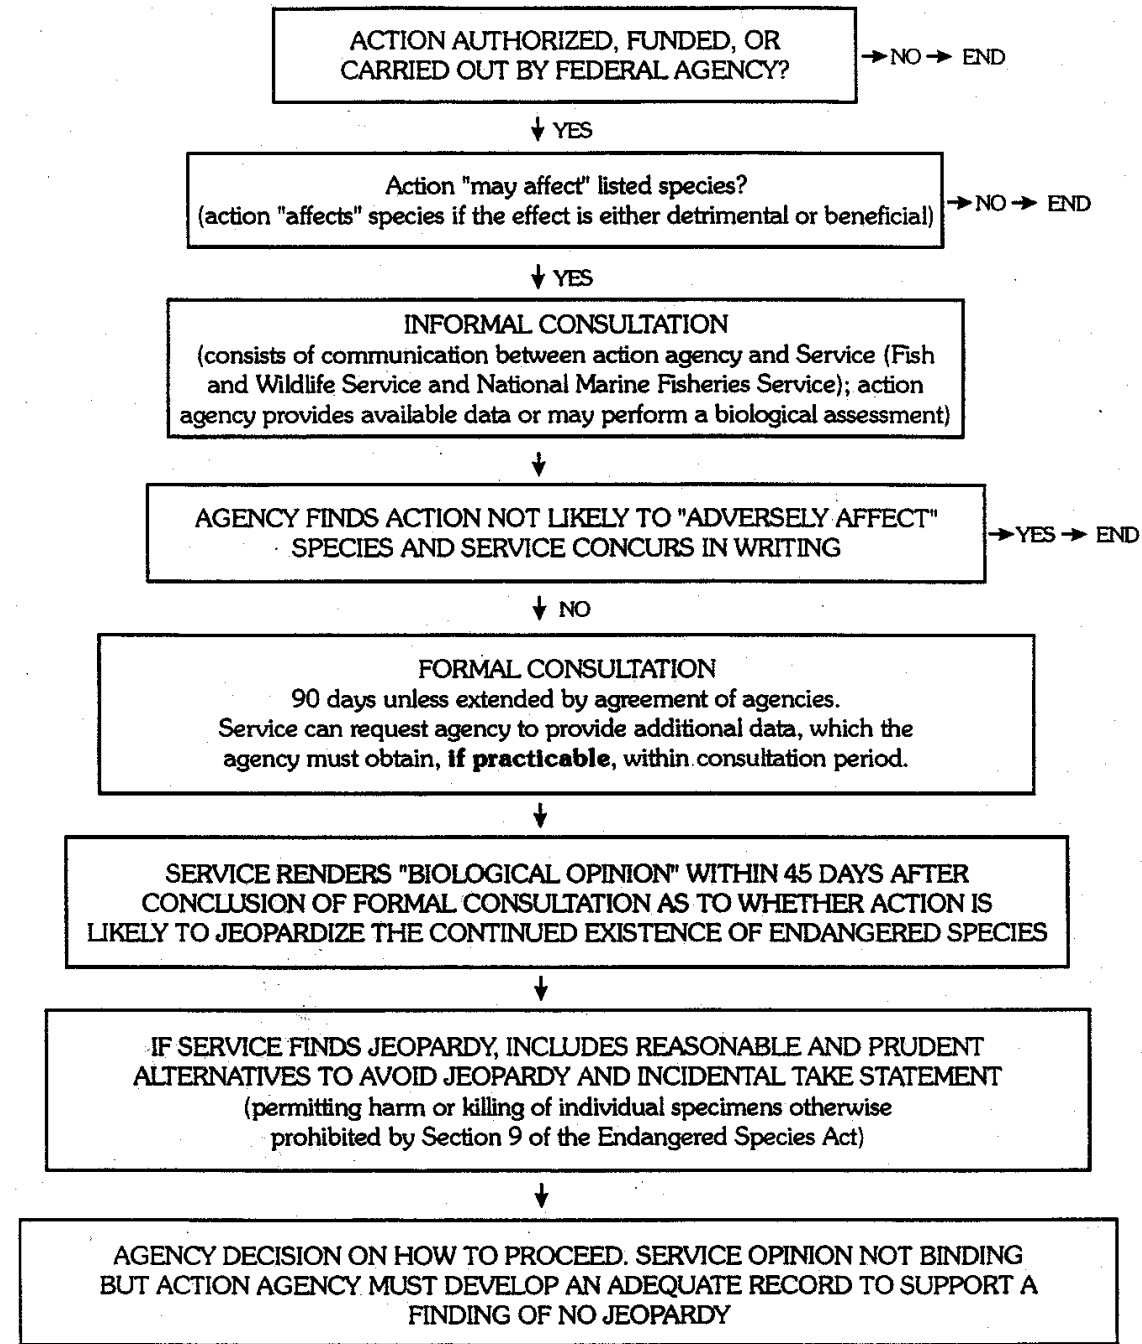 ACTION AUTHORIZED, FUNDED, OR
CARRIED OUT BY FEDERAL AGENCY?
→ NO → END
↓ YES
Action "may affect" listed species?
(action "affects" species if the effect is either detrimental or beneficial)
→ NO → END
↓ YES
INFORMAL CONSULTATION
(consists of communication between action agency and Service (Fish
and Wildlife Service and National Marine Fisheries Service); action
agency provides available data or may perform a biological assessment)
↓
AGENCY FINDS ACTION NOT LIKELY TO "ADVERSELY AFFECT"
SPECIES AND SERVICE CONCURS IN WRITING
→ YES → END
↓ NO
FORMAL CONSULTATION
90 days unless extended by agreement of agencies.
Service can request agency to provide additional data, which the
agency must obtain, if practicable, within consultation period.
↓
SERVICE RENDERS "BIOLOGICAL OPINION" WITHIN 45 DAYS AFTER
CONCLUSION OF FORMAL CONSULTATION AS TO WHETHER ACTION IS
LIKELY TO JEOPARDIZE THE CONTINUED EXISTENCE OF ENDANGERED SPECIES
↓
IF SERVICE FINDS JEOPARDY, INCLUDES REASONABLE AND PRUDENT
ALTERNATIVES TO AVOID JEOPARDY AND INCIDENTAL TAKE STATEMENT
(permitting harm or killing of individual specimens otherwise
prohibited by Section 9 of the Endangered Species Act)
↓
AGENCY DECISION ON HOW TO PROCEED. SERVICE OPINION NOT BINDING
BUT ACTION AGENCY MUST DEVELOP AN ADEQUATE RECORD TO SUPPORT A
FINDING OF NO JEOPARDY